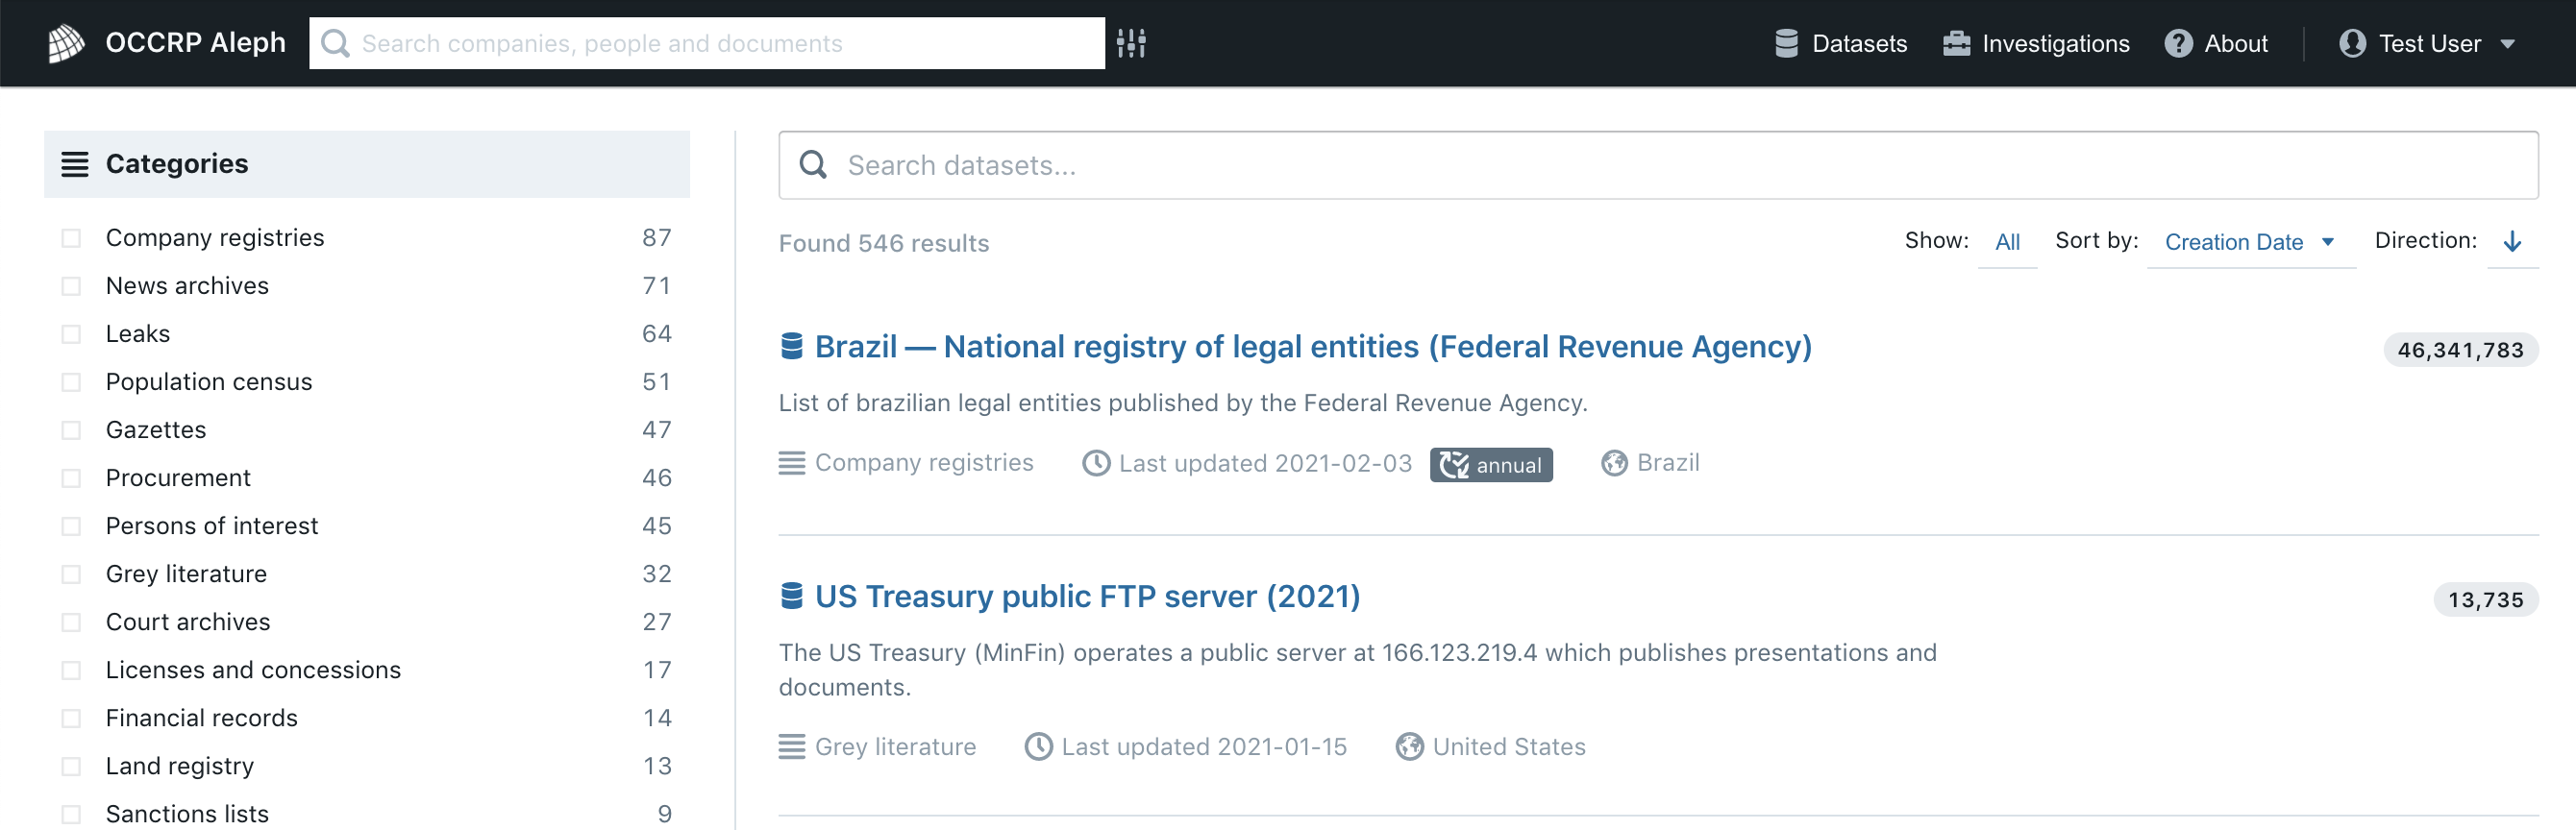 OCCRP Aleph
Search companies, people and documents
Datasets
Investigations
About
Test User
Categories
Company registries 87
News archives 71
Leaks 64
Population census 51
Gazettes 47
Procurement 46
Persons of interest 45
Grey literature 32
Court archives 27
Licenses and concessions 17
Financial records 14
Land registry 13
Sanctions lists 9
Search datasets...
Found 546 results
Show: All Sort by: Creation Date Direction:
Brazil — National registry of legal entities (Federal Revenue Agency) 46,341,783
List of brazilian legal entities published by the Federal Revenue Agency.
Company registries Last updated 2021-02-03 annual Brazil
US Treasury public FTP server (2021) 13,735
The US Treasury (MinFin) operates a public server at 166.123.219.4 which publishes presentations and
documents.
Grey literature Last updated 2021-01-15 United States